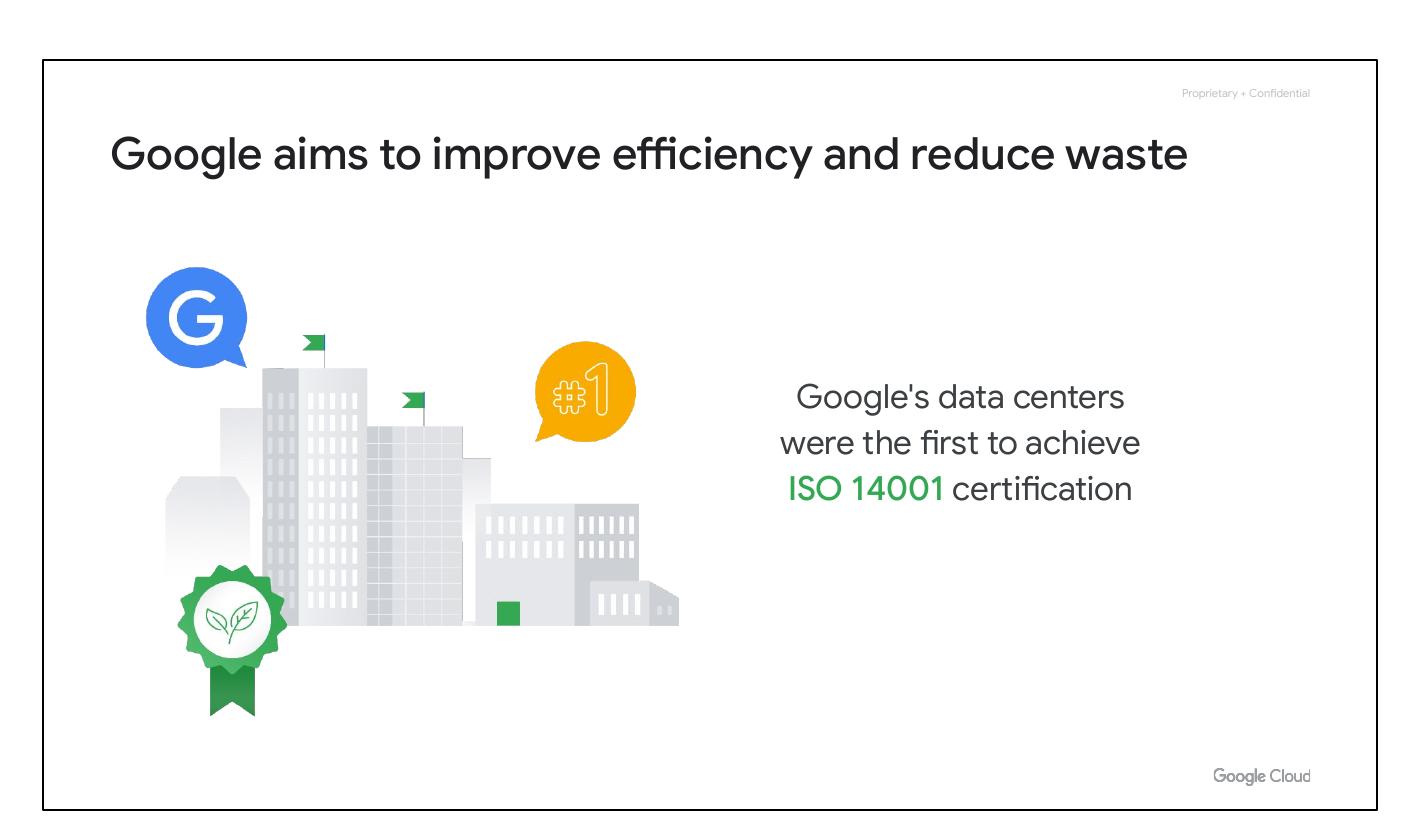 Proprietary + Confidential
Google aims to improve efficiency and reduce waste
G
#1
Google's data centers
were the first to achieve
ISO 14001 certification
Google Cloud